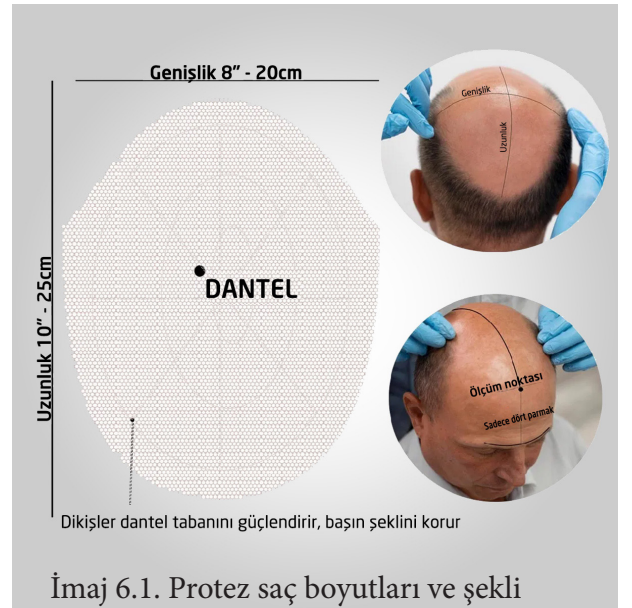 Genişlik 8” - 20cm
Genişlik
Uzunluk
Uzunluk 10” - 25cm
DANTEL
Ölçüm noktası
Sadece dört parmak
Dikişler dantel tabanını güçlendirir, başın şeklini korur
İmaj 6.1. Protez saç boyutları ve şekli